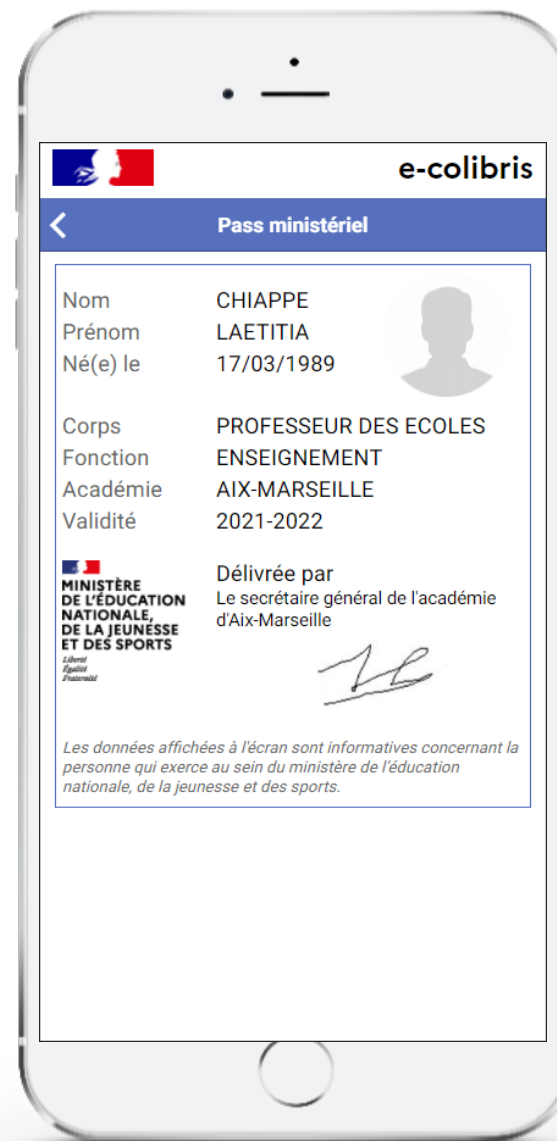 e-colibris
Pass ministériel
Nom CHIAPPE
Prénom LAETITIA
Né(e) le 17/03/1989
Corps PROFESSEUR DES ECOLES
Fonction ENSEIGNEMENT
Académie AIX-MARSEILLE
Validité 2021-2022
MINISTÈRE
DE L'ÉDUCATION
NATIONALE,
DE LA JEUNESSE
ET DES SPORTS
Liberté
Égalité
Fraternité
Délivrée par
Le secrétaire général de l'académie
d'Aix-Marseille
Les données affichées à l'écran sont informatives concernant la
personne qui exerce au sein du ministère de l'éducation
nationale, de la jeunesse et des sports.